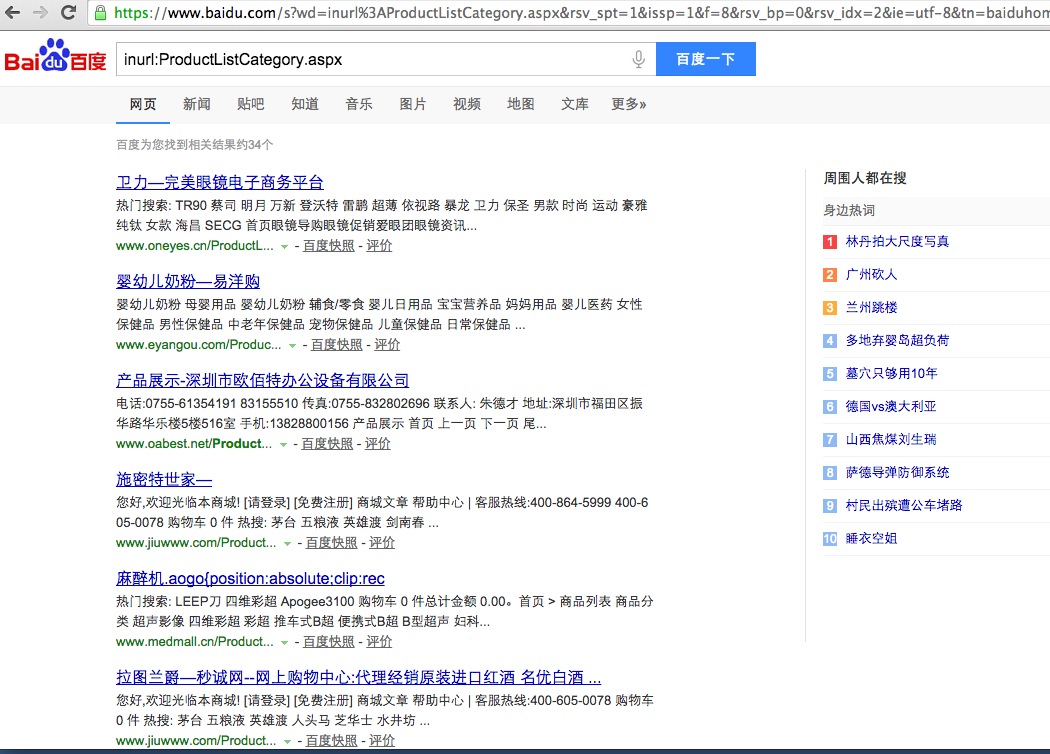 https://www.baidu.com/s?wd=inurl%3AProductListCategory.aspx&rsv_spt=1&issp=1&f=8&rsv_bp=0&rsv_idx=2&ie=utf-8&tn=baiduhom
Bai du 百度
inurl:ProductListCategory.aspx
百度一下
网页 新闻 贴吧 知道 音乐 图片 视频 地图 文库 更多»
百度为您找到相关结果约34个
卫力—完美眼镜电子商务平台
热门搜索: TR90 蔡司 明月 万新 登沃特 雷鹏 超薄 依视路 暴龙 卫力 保圣 男款 时尚 运动 豪雅
纯钛 女款 海昌 SECG 首页眼镜导购眼镜促销爱眼团眼镜资讯...
www.oneyes.cn/ProductL... - 百度快照 - 评价
婴幼儿奶粉—易洋购
婴幼儿奶粉 母婴用品 婴幼儿奶粉 辅食/零食 婴儿日用品 宝宝营养品 妈妈用品 婴儿医药 女性
保健品 男性保健品 中老年保健品 宠物保健品 儿童保健品 日常保健品 ...
www.eyangou.com/Produc... - 百度快照 - 评价
产品展示-深圳市欧佰特办公设备有限公司
电话:0755-61354191 83155510 传真:0755-832802696 联系人: 朱德才 地址:深圳市福田区振
华路华乐楼5楼516室 手机:13828800156 产品展示 首页 上一页 下一页 尾...
www.oabest.net/Product... - 百度快照 - 评价
施密特世家—
您好,欢迎光临本商城! [请登录] [免费注册] 商城文章 帮助中心 | 客服热线:400-864-5999 400-6
05-0078 购物车 0 件 热搜: 茅台 五粮液 英雄渡 剑南春 ...
www.jiuwww.com/Product... - 百度快照 - 评价
麻醉机.aogo{position:absolute;clip:rec
热门搜索: LEEP刀 四维彩超 Apogee3100 购物车 0 件总计金额 0.00。首页 > 商品列表 商品分
类 超声影像 四维彩超 彩超 推车式B超 便携式B超 B型超声 妇科...
www.medmall.cn/Product... - 百度快照 - 评价
拉图兰爵—秒诚网--网上购物中心:代理经销原装进口红酒 名优白酒 ...
您好,欢迎光临本商城! [请登录] [免费注册] 商城文章 帮助中心 | 客服热线:400-605-0078 购物车
0 件 热搜: 茅台 五粮液 英雄渡 人头马 芝华士 水井坊 ...
www.jiuwww.com/Product... - 百度快照 - 评价
周围人都在搜
身边热词
1 林丹拍大尺度写真
2 广州砍人
3 兰州跳楼
4 多地弃婴岛超负荷
5 墓穴只够用10年
6 德国vs澳大利亚
7 山西焦煤刘生瑞
8 萨德导弹防御系统
9 村民出殡遭公车堵路
10 睡衣空姐